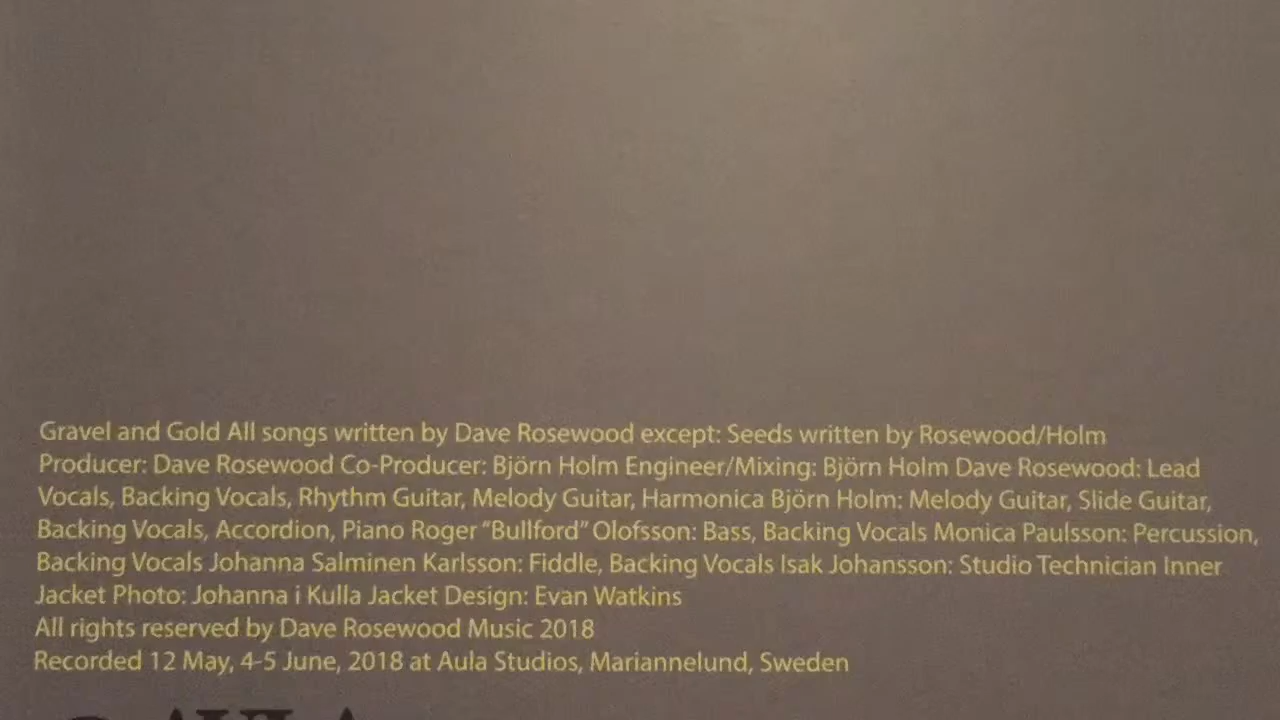 Gravel and Gold All songs written by Dave Rosewood except: Seeds written by Rosewood/Holm
Producer: Dave Rosewood Co-Producer: Björn Holm Engineer/Mixing: Björn Holm Dave Rosewood: Lead
Vocals, Backing Vocals, Rhythm Guitar, Melody Guitar, Harmonica Björn Holm: Melody Guitar, Slide Guitar,
Backing Vocals, Accordion, Piano Roger “Bullford” Olofsson: Bass, Backing Vocals Monica Paulsson: Percussion,
Backing Vocals Johanna Salminen Karlsson: Fiddle, Backing Vocals Isak Johansson: Studio Technician Inner
Jacket Photo: Johanna i Kulla Jacket Design: Evan Watkins
All rights reserved by Dave Rosewood Music 2018
Recorded 12 May, 4-5 June, 2018 at Aula Studios, Mariannelund, Sweden